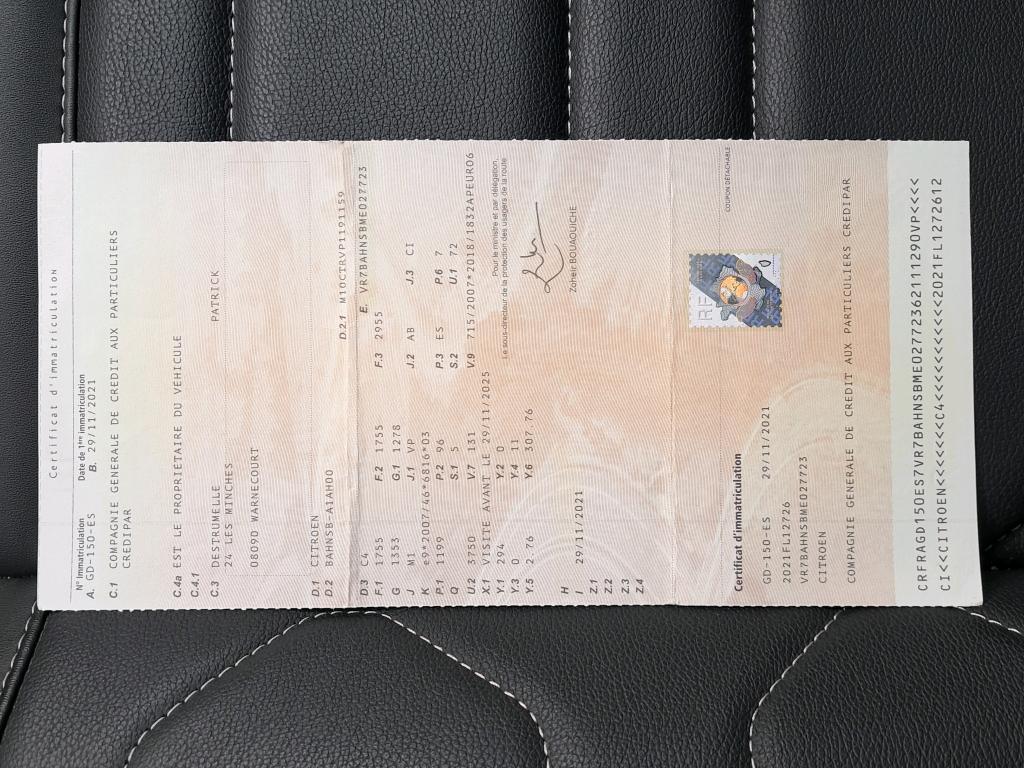 Certificat d'immatriculation
N° Immatriculation Date de 1ère immatriculation
A. GD-150-ES B. 29/11/2021
C.1 COMPAGNIE GENERALE DE CREDIT AUX PARTICULIERS
CREDIPAR
C.4a EST LE PROPRIÉTAIRE DU VEHICULE
C.4.1
C.3 DESTRUMELLE PATRICK
24 LES MINCHES
08090 WARNECOURT
D.1 CITROEN
D.2 BAHNSB-A1AH00 D.2.1 M10CTRVP1191159
D.3 C4 E. VR7BAHNSBME027723
F.1 1755 F.2 1755 F.3 2955
G 1353 G.1 1278
J M1 J.1 VP J.2 AB J.3 CI
K e9*2007/46*6816*03
P.1 1199 P.2 96 P.3 ES P.6 7
Q S.1 5 S.2 U.1 72
U.2 3750 V.7 131 V.9 715/2007*2018/1832APEUR06
X.1 VISITE AVANT LE 29/11/2025
Y.1 294 Y.2 0
Y.3 0 Y.4 11
Y.5 2.76 Y.6 307.76
Pour le ministre et par délégation,
Le sous-directeur de la protection des usagers de la route
Zoheir BOUAOUICHE
H
I 29/11/2021
Z.1
Z.2
Z.3
Z.4
COUPON DÉTACHABLE
RF
Certificat d'immatriculation
GD-150-ES 29/11/2021
2021FL12726
VR7BAHNSBME027723
CITROEN
COMPAGNIE GENERALE DE CREDIT AUX PARTICULIERS CREDIPAR
CRFRAGD150ES7VR7BAHNSBME02772362111290VP<<<<
CI<<CITROEN<<<<<<C4<<<<<<<<<<<2021FL1272612